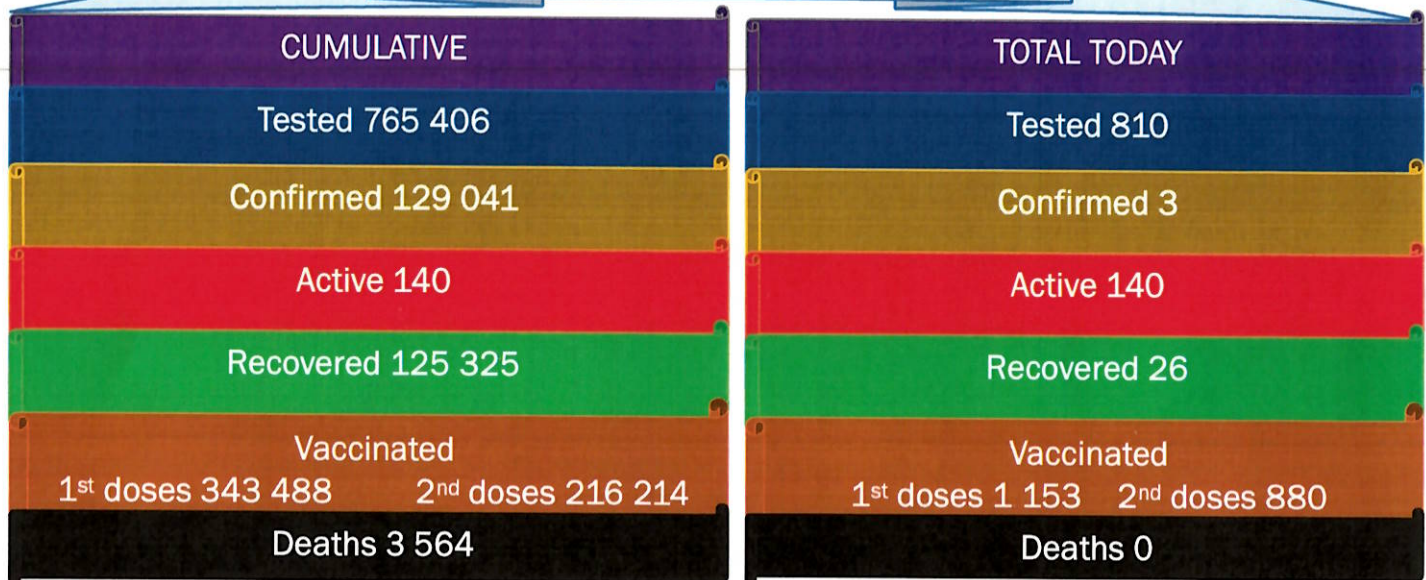 CUMULATIVE
Tested 765 406
Confirmed 129 041
Active 140
Recovered 125 325
Vaccinated
1st doses 343 488 2nd doses 216 214
Deaths 3 564
TOTAL TODAY
Tested 810
Confirmed 3
Active 140
Recovered 26
Vaccinated
1st doses 1 153 2nd doses 880
Deaths 0